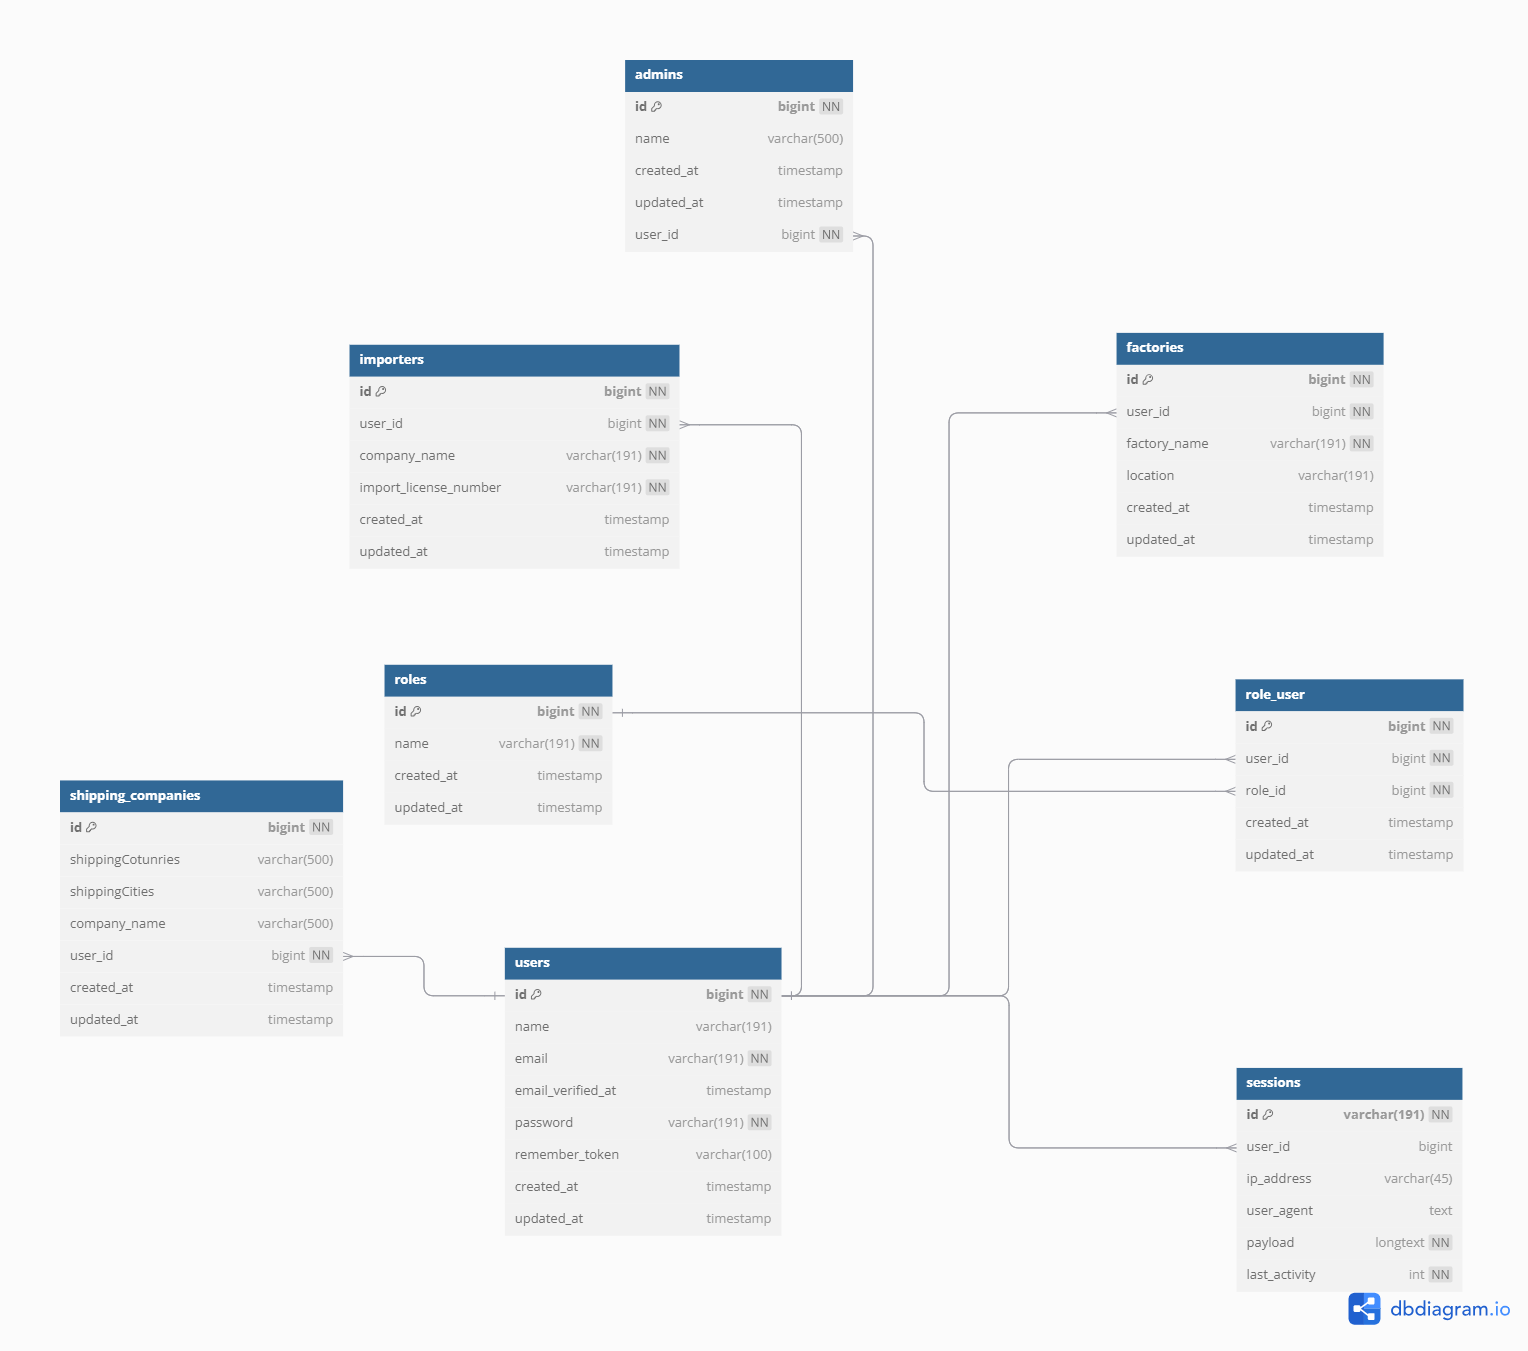 admins
id bigint NN
name varchar(500)
created_at timestamp
updated_at timestamp
user_id bigint NN
importers
id bigint NN
user_id bigint NN
company_name varchar(191) NN
import_license_number varchar(191) NN
created_at timestamp
updated_at timestamp
factories
id bigint NN
user_id bigint NN
factory_name varchar(191) NN
location varchar(191)
created_at timestamp
updated_at timestamp
roles
id bigint NN
name varchar(191) NN
created_at timestamp
updated_at timestamp
role_user
id bigint NN
user_id bigint NN
role_id bigint NN
created_at timestamp
updated_at timestamp
shipping_companies
id bigint NN
shippingCotunries varchar(500)
shippingCities varchar(500)
company_name varchar(500)
user_id bigint NN
created_at timestamp
updated_at timestamp
users
id bigint NN
name varchar(191)
email varchar(191) NN
email_verified_at timestamp
password varchar(191) NN
remember_token varchar(100)
created_at timestamp
updated_at timestamp
sessions
id varchar(191) NN
user_id bigint
ip_address varchar(45)
user_agent text
payload longtext NN
last_activity int NN
dbdiagram.io